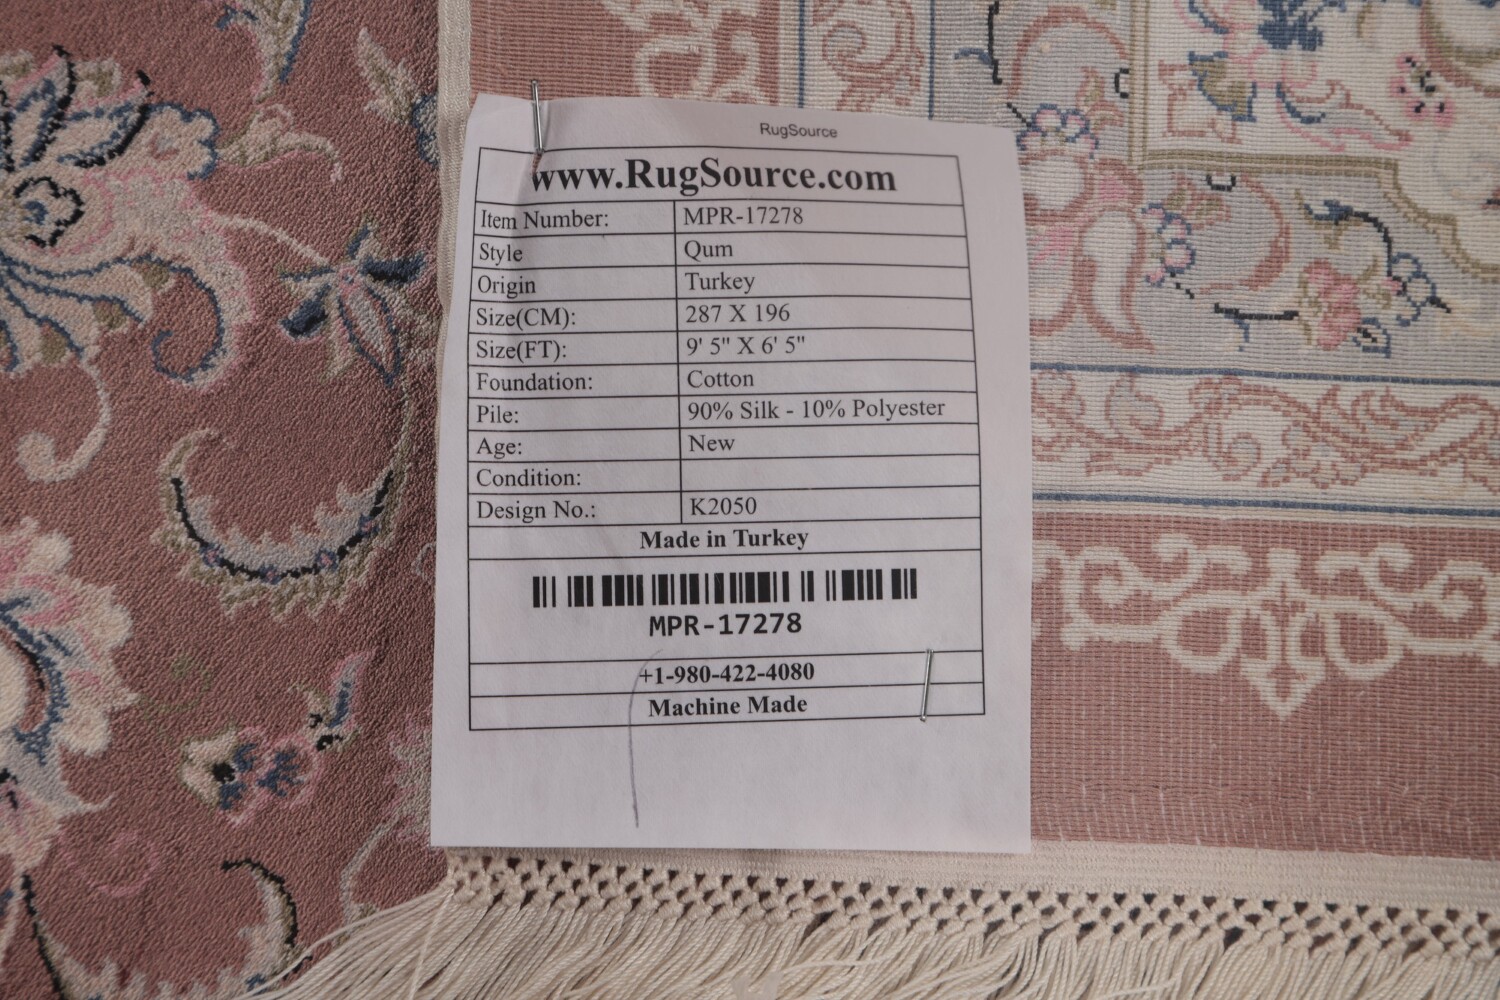 RugSource
www.RugSource.com
Item Number: MPR-17278
Style Qum
Origin Turkey
Size(CM): 287 X 196
Size(FT): 9' 5" X 6' 5"
Foundation: Cotton
Pile: 90% Silk - 10% Polyester
Age: New
Condition:
Design No.: K2050
Made in Turkey
MPR-17278
+1-980-422-4080
Machine Made